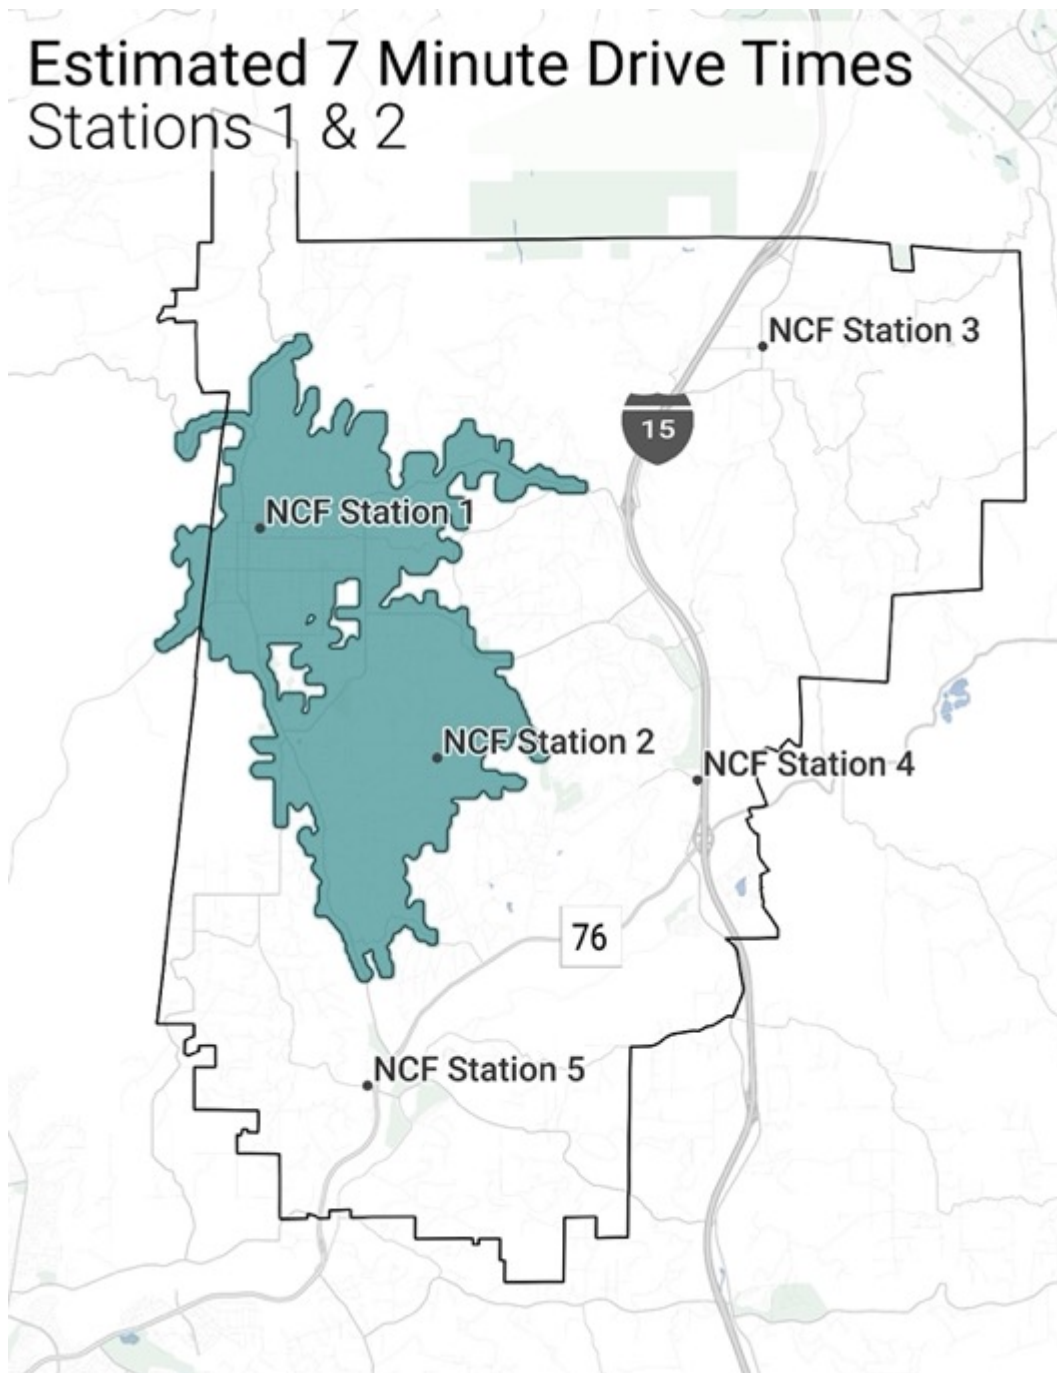 Estimated 7 Minute Drive Times
Stations 1 & 2
NCF Station 3
15
NCF Station 1
NCF Station 2
NCF Station 4
76
NCF Station 5